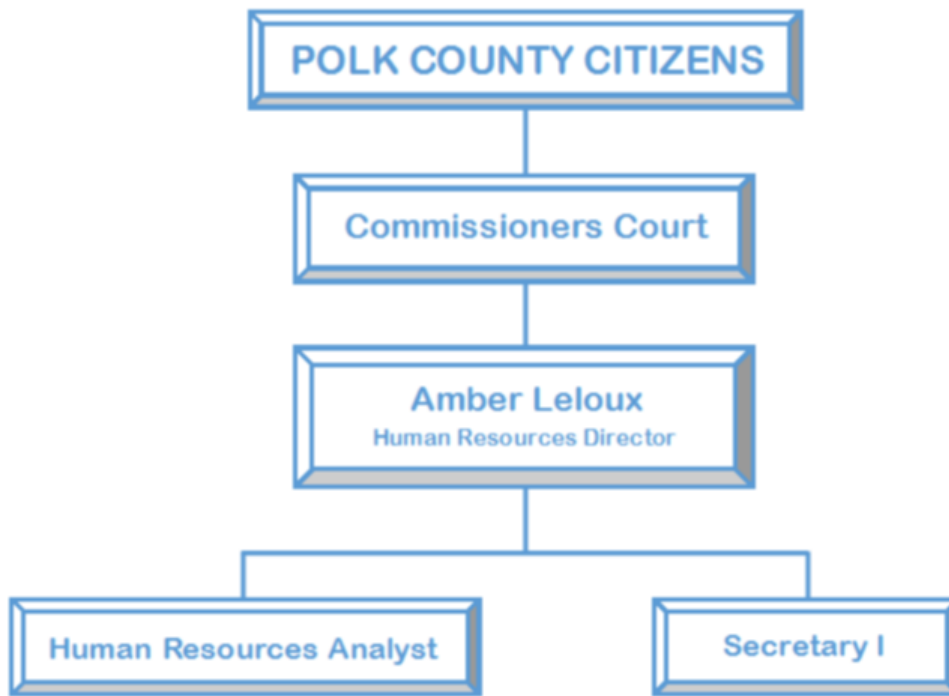 POLK COUNTY CITIZENS
Commissioners Court
Amber Leloux
Human Resources Director
Human Resources Analyst
Secretary I